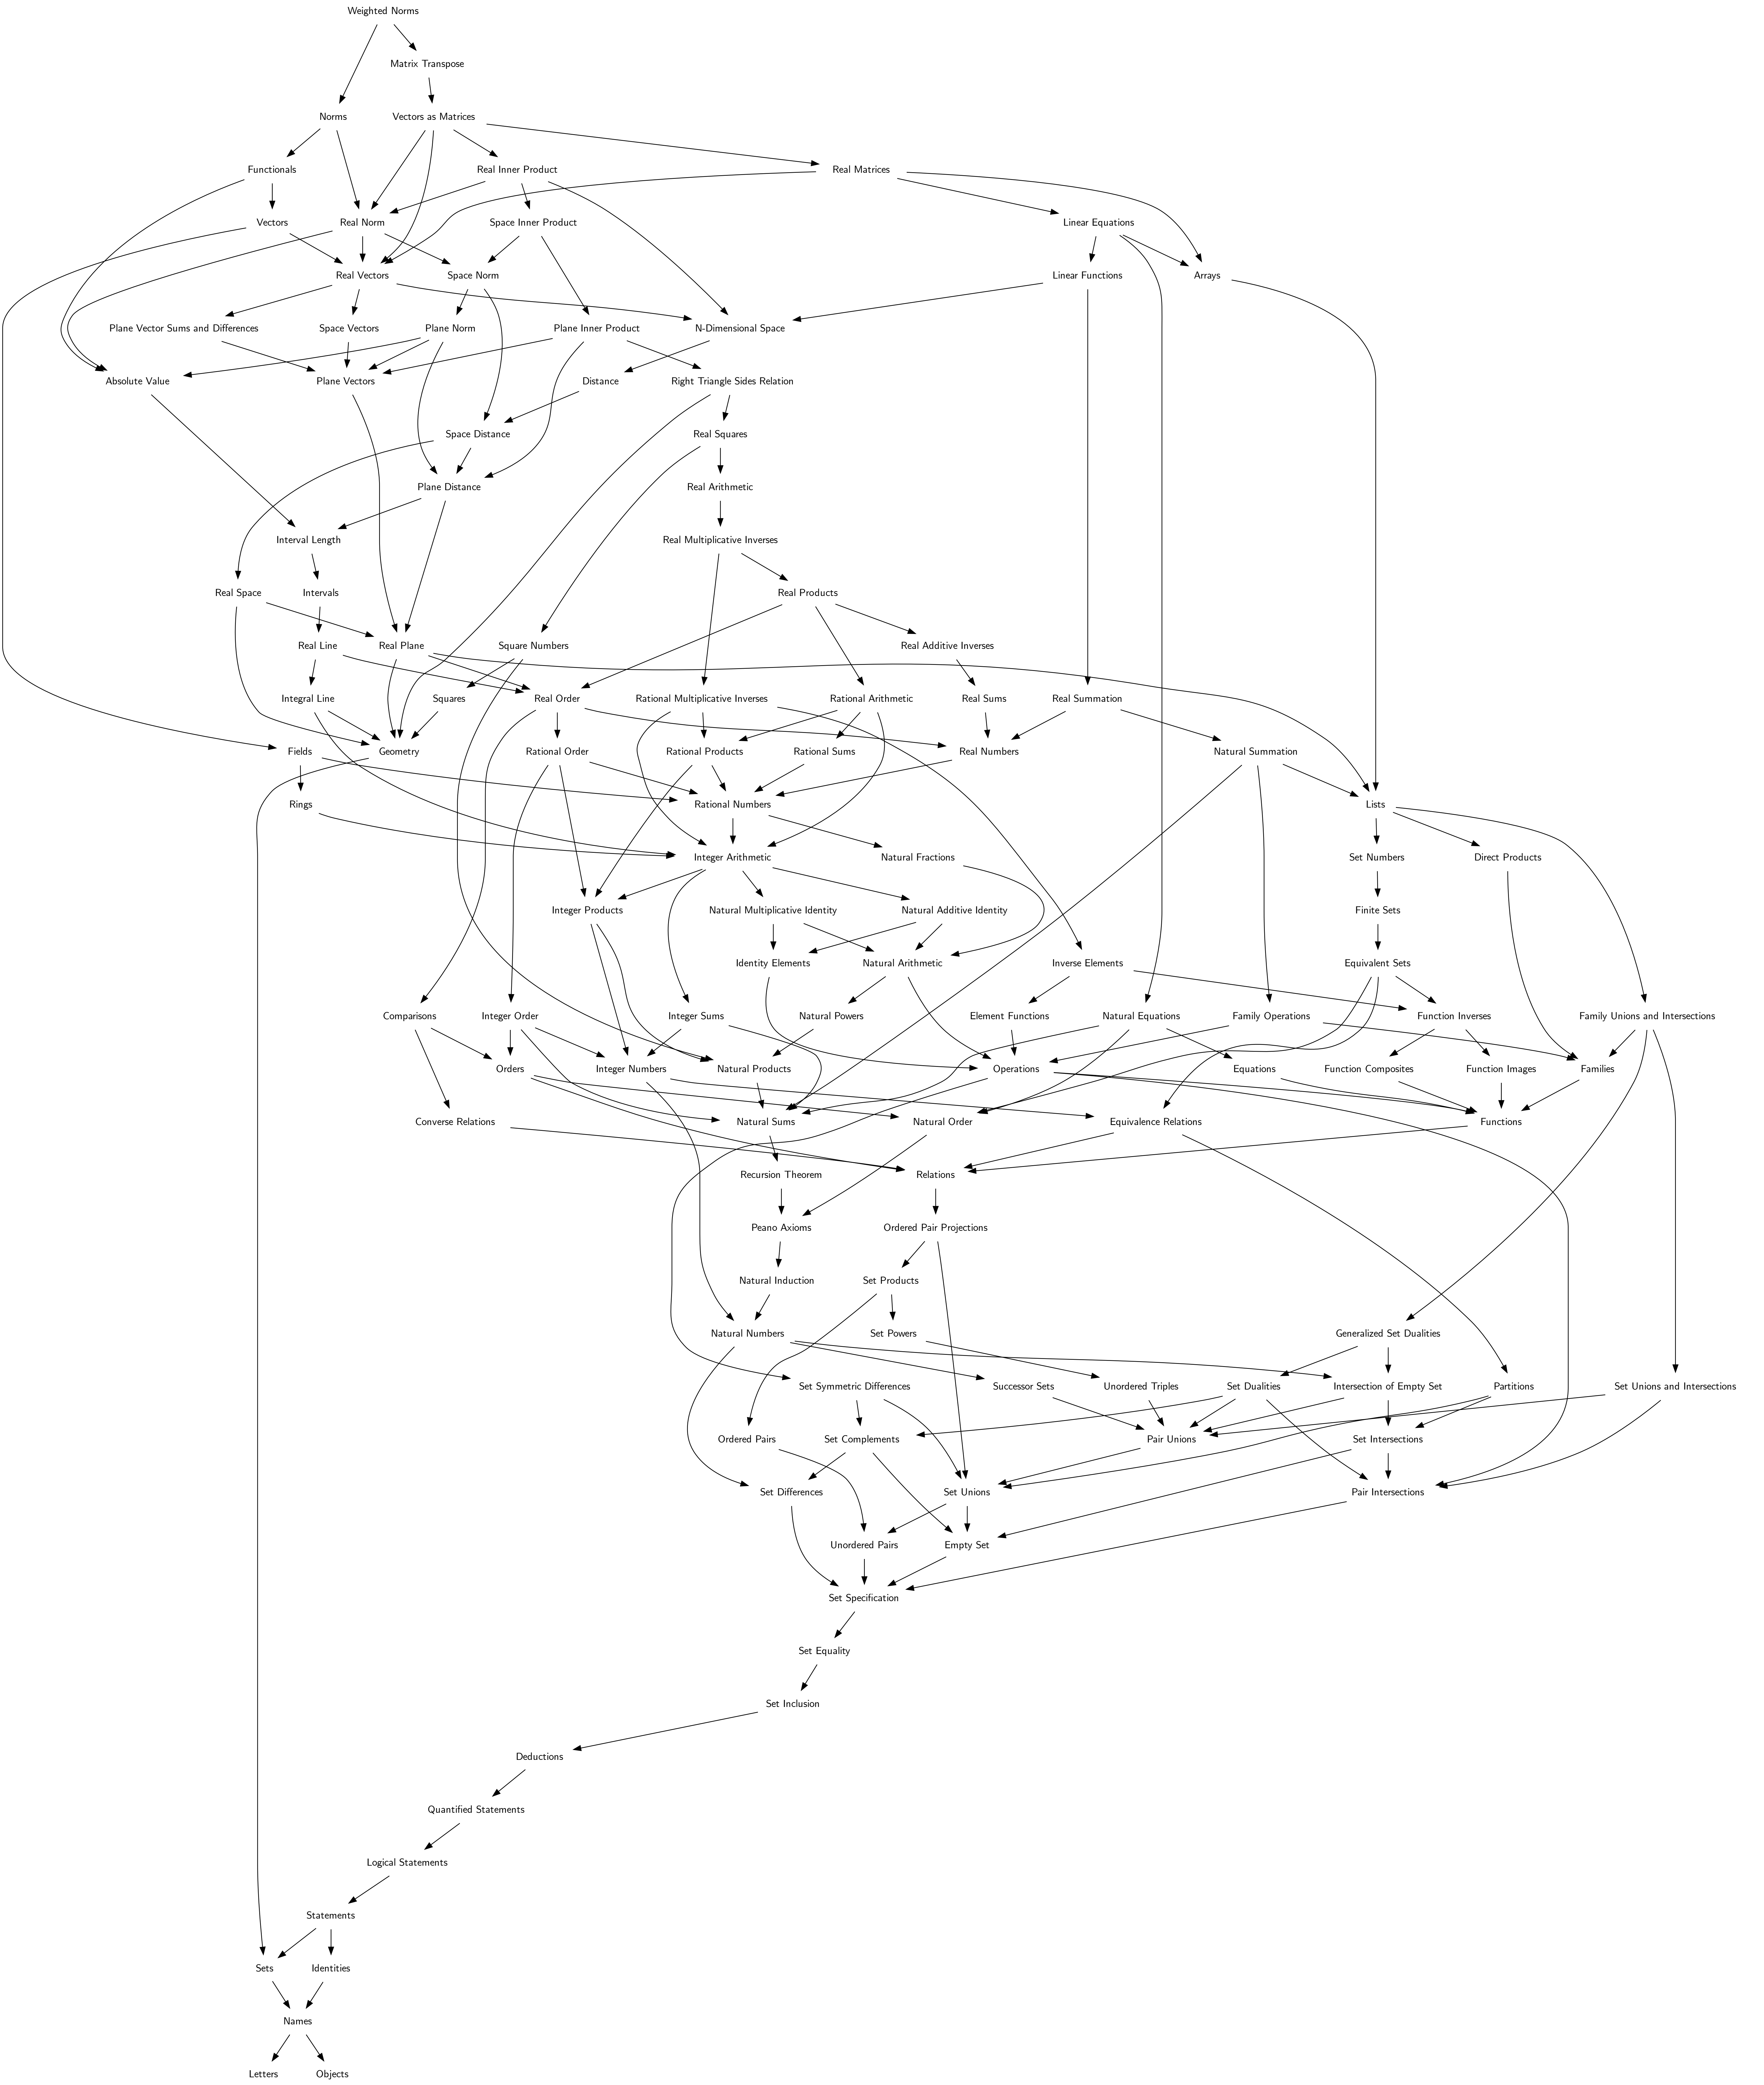 Weighted Norms
Matrix Transpose
Norms
Vectors as Matrices
Functionals
Real Inner Product
Real Matrices
Vectors
Real Norm
Space Inner Product
Linear Equations
Real Vectors
Space Norm
Linear Functions
Arrays
Plane Vector Sums and Differences
Space Vectors
Plane Norm
Plane Inner Product
N-Dimensional Space
Absolute Value
Plane Vectors
Distance
Right Triangle Sides Relation
Space Distance
Real Squares
Plane Distance
Real Arithmetic
Interval Length
Real Multiplicative Inverses
Real Space
Intervals
Real Products
Real Line
Real Plane
Square Numbers
Real Additive Inverses
Integral Line
Squares
Real Order
Rational Multiplicative Inverses
Rational Arithmetic
Real Sums
Real Summation
Fields
Geometry
Rational Order
Rational Products
Rational Sums
Real Numbers
Natural Summation
Rings
Rational Numbers
Lists
Integer Arithmetic
Natural Fractions
Set Numbers
Direct Products
Integer Products
Natural Multiplicative Identity
Natural Additive Identity
Finite Sets
Identity Elements
Natural Arithmetic
Inverse Elements
Equivalent Sets
Comparisons
Integer Order
Integer Sums
Natural Powers
Element Functions
Natural Equations
Family Operations
Function Inverses
Family Unions and Intersections
Orders
Integer Numbers
Natural Products
Operations
Equations
Function Composites
Function Images
Families
Converse Relations
Natural Sums
Natural Order
Equivalence Relations
Functions
Recursion Theorem
Relations
Peano Axioms
Ordered Pair Projections
Natural Induction
Set Products
Natural Numbers
Set Powers
Generalized Set Dualities
Set Symmetric Differences
Successor Sets
Unordered Triples
Set Dualities
Intersection of Empty Set
Partitions
Set Unions and Intersections
Ordered Pairs
Set Complements
Pair Unions
Set Intersections
Set Differences
Set Unions
Pair Intersections
Unordered Pairs
Empty Set
Set Specification
Set Equality
Set Inclusion
Deductions
Quantified Statements
Logical Statements
Statements
Sets
Identities
Names
Letters
Objects